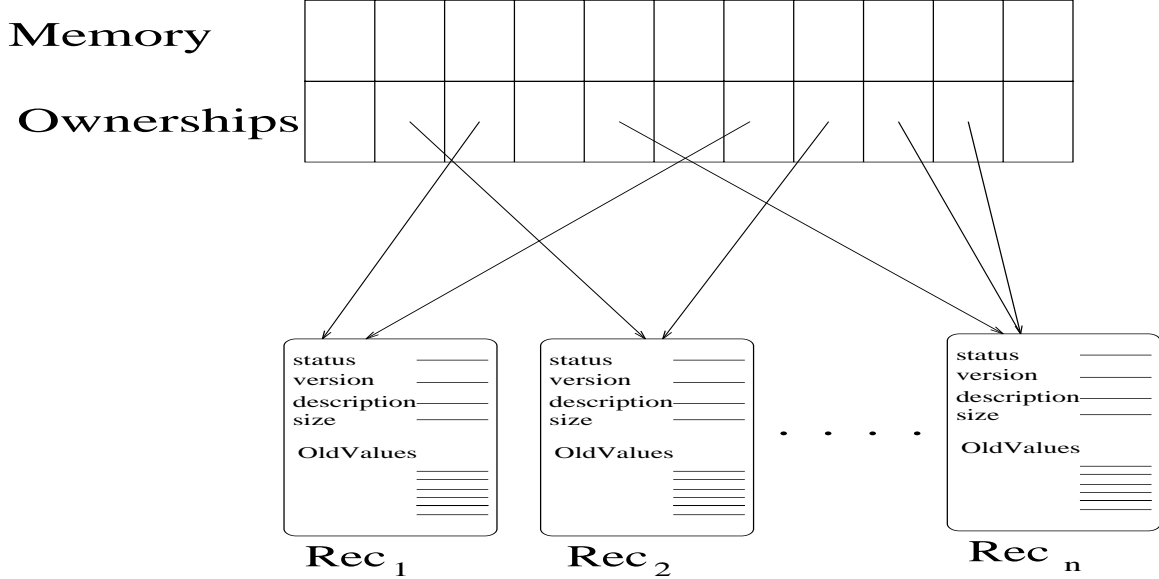 Memory
Ownerships
status
version
description
size
OldValues
Rec 1
status
version
description
size
OldValues
Rec 2
. . . .
status
version
description
size
OldValues
Rec n